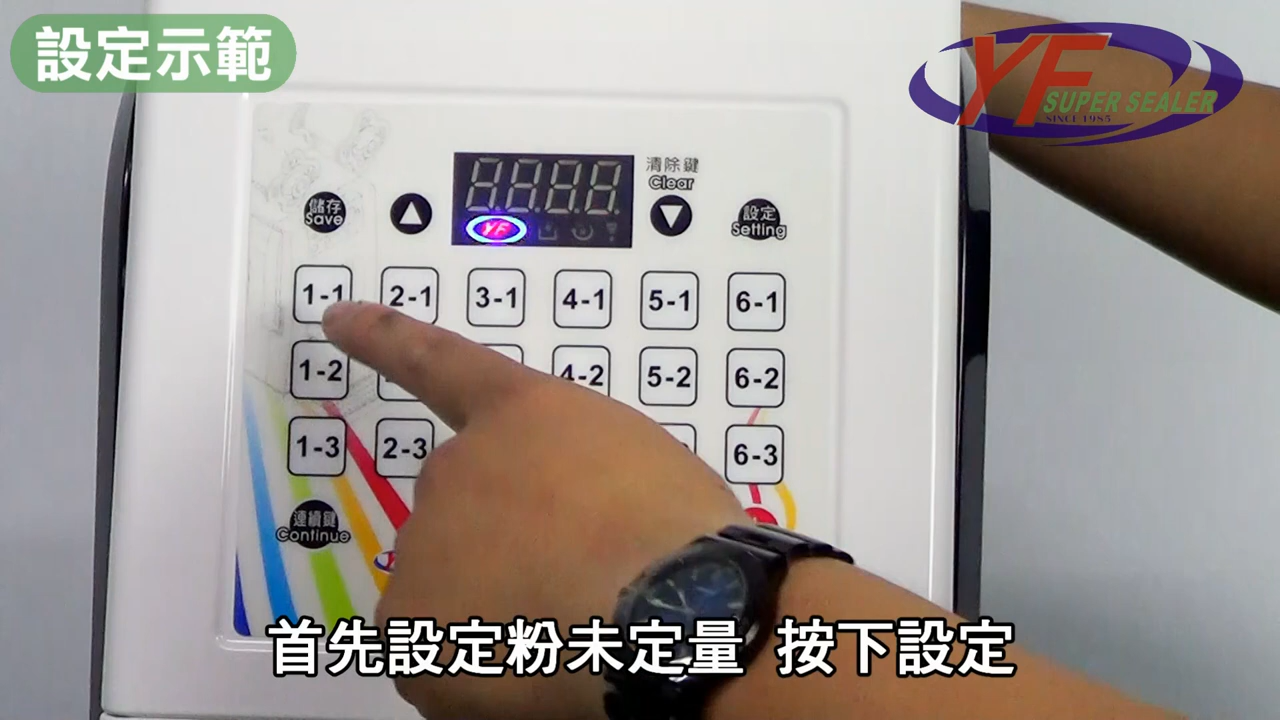 設定示範
YF
SUPER SEALER
SINCE 1985
清除鍵
Clear
儲存
Save
設定
Setting
YF
1-1
2-1
3-1
4-1
5-1
6-1
1-2
4-2
5-2
6-2
1-3
2-3
6-3
連續鍵
Continue
首先設定粉末定量 按下設定